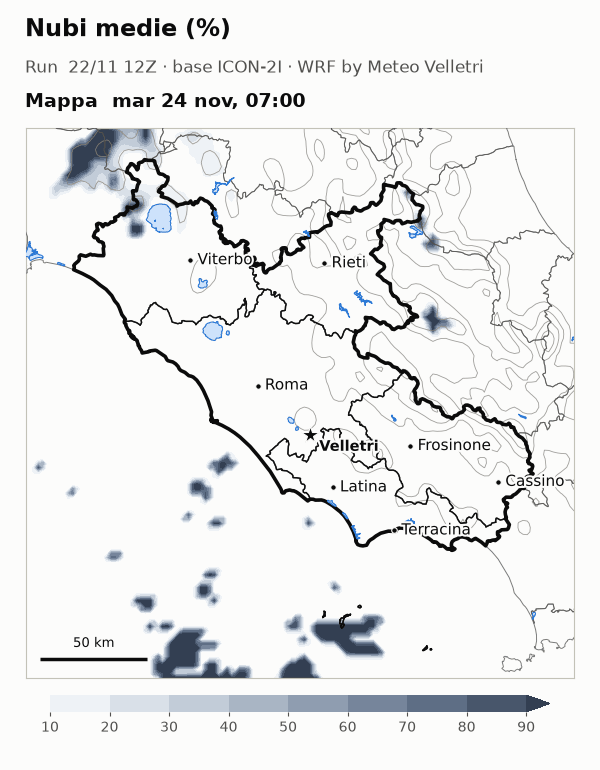 Nubi medie (%)
Run  22/11 12Z · base ICON-2I · WRF by Meteo Velletri
Mappa  mar 24 nov, 07:00
Viterbo
Rieti
Roma
Velletri
Frosinone
Cassino
Latina
Terracina
50 km
10 20 30 40 50 60 70 80 90